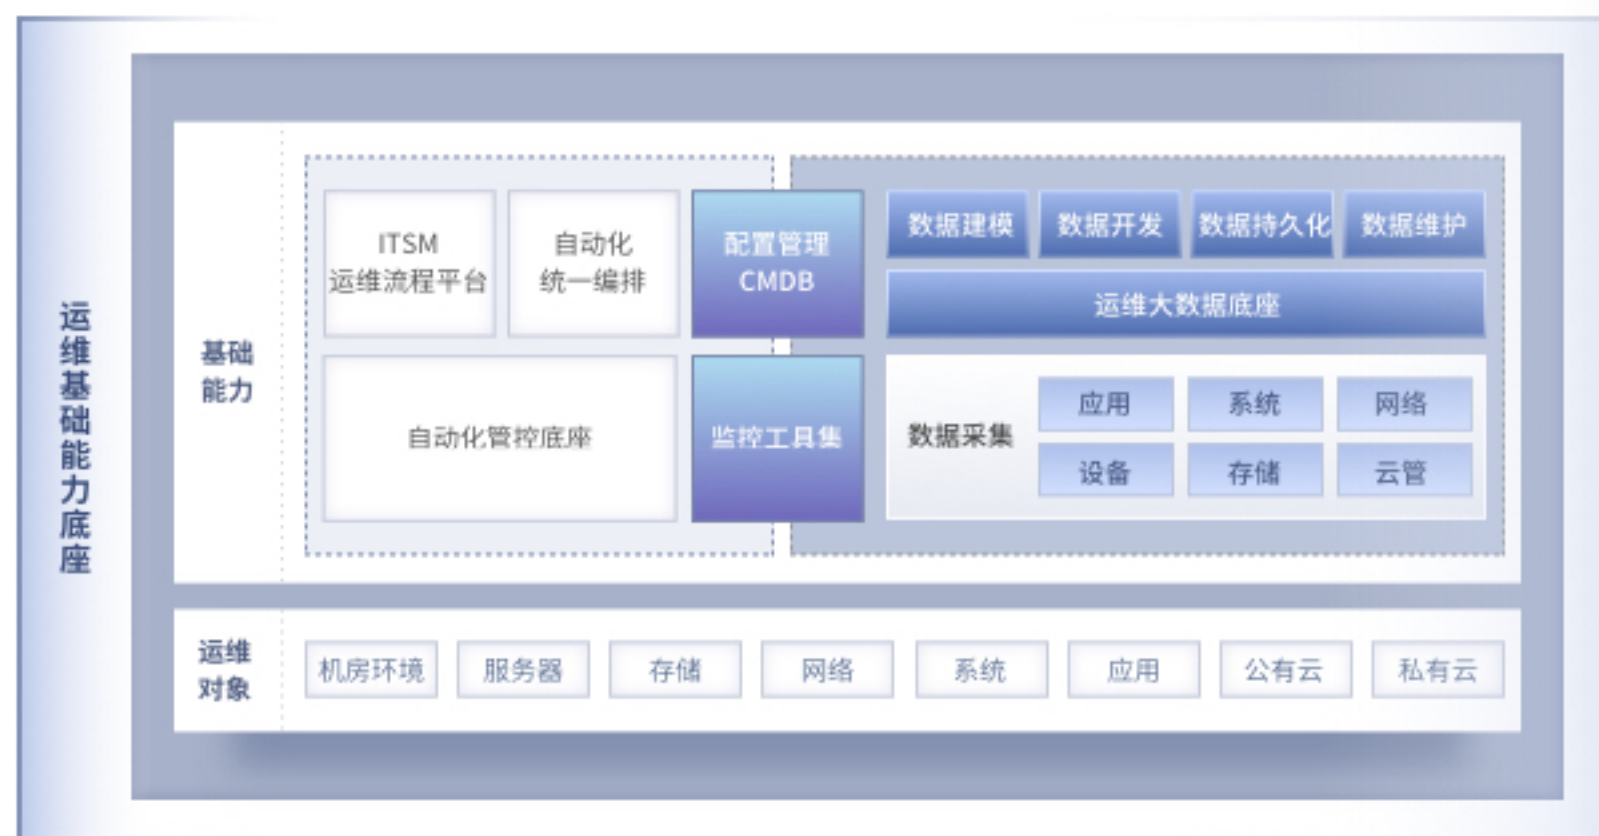 运维基础能力底座
基础
能力
ITSM
运维流程平台
自动化
统一编排
配置管理
CMDB
数据建模
数据开发
数据持久化
数据维护
运维大数据底座
自动化管控底座
监控工具集
数据采集
应用
系统
网络
设备
存储
云管
运维
对象
机房环境
服务器
存储
网络
系统
应用
公有云
私有云